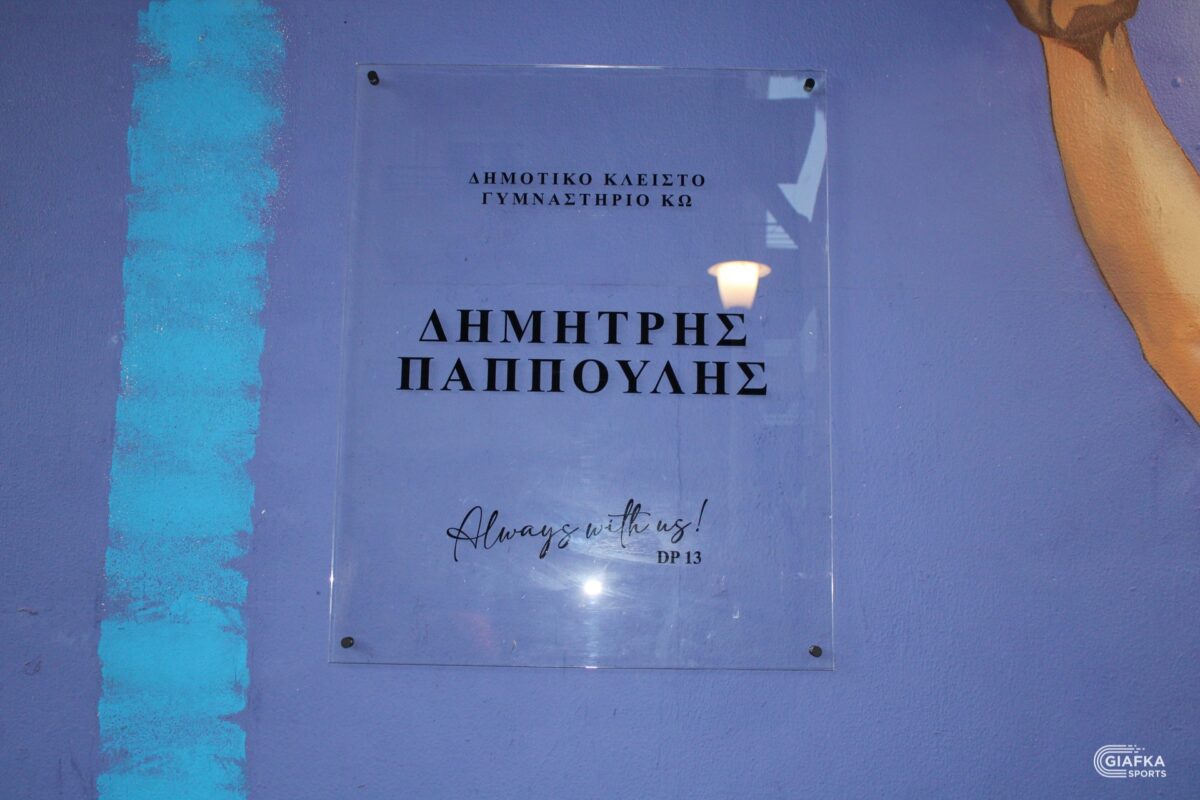 ΔΗΜΟΤΙΚΟ ΚΛΕΙΣΤΟ
ΓΥΜΝΑΣΤΗΡΙΟ ΚΩ
ΔΗΜΗΤΡΗΣ
ΠΑΠΠΟΥΛΗΣ
Always with us!
DP 13
GIAFKA
SPORTS